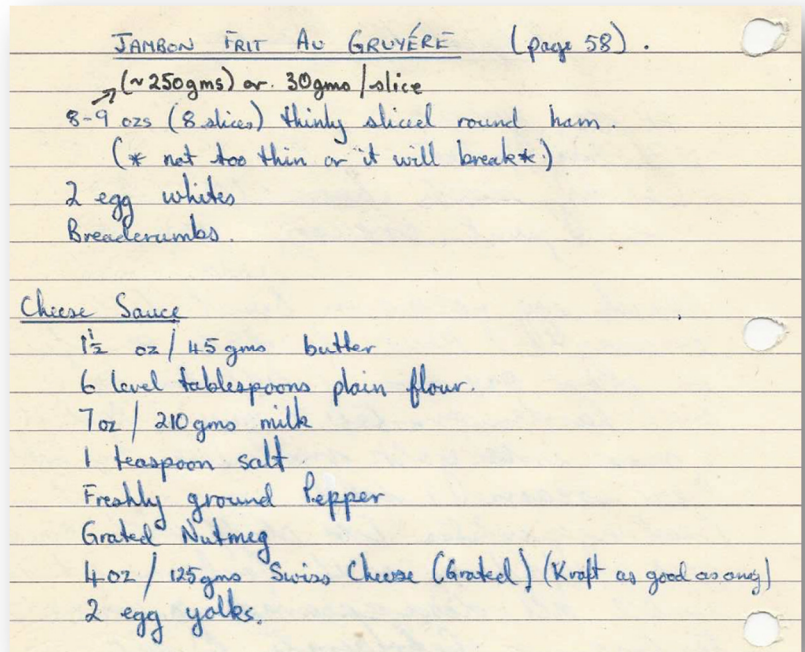 JAMBON FRIT AU GRUYÉRE (page 58).
(~250gms) or 30gms/slice
8-9 ozs (8 slices) thinly sliced round ham.
(* not too thin or it will break*.)
2 egg whites
Breadcrumbs.
Cheese Sauce
1½ oz/45gms butter
6 level tablespoons plain flour.
7oz/210gms milk
1 teaspoon salt
Freshly ground Pepper
Grated Nutmeg
4oz/125gms Swiss Cheese (Grated) (Kraft as good as any)
2 egg yolks.